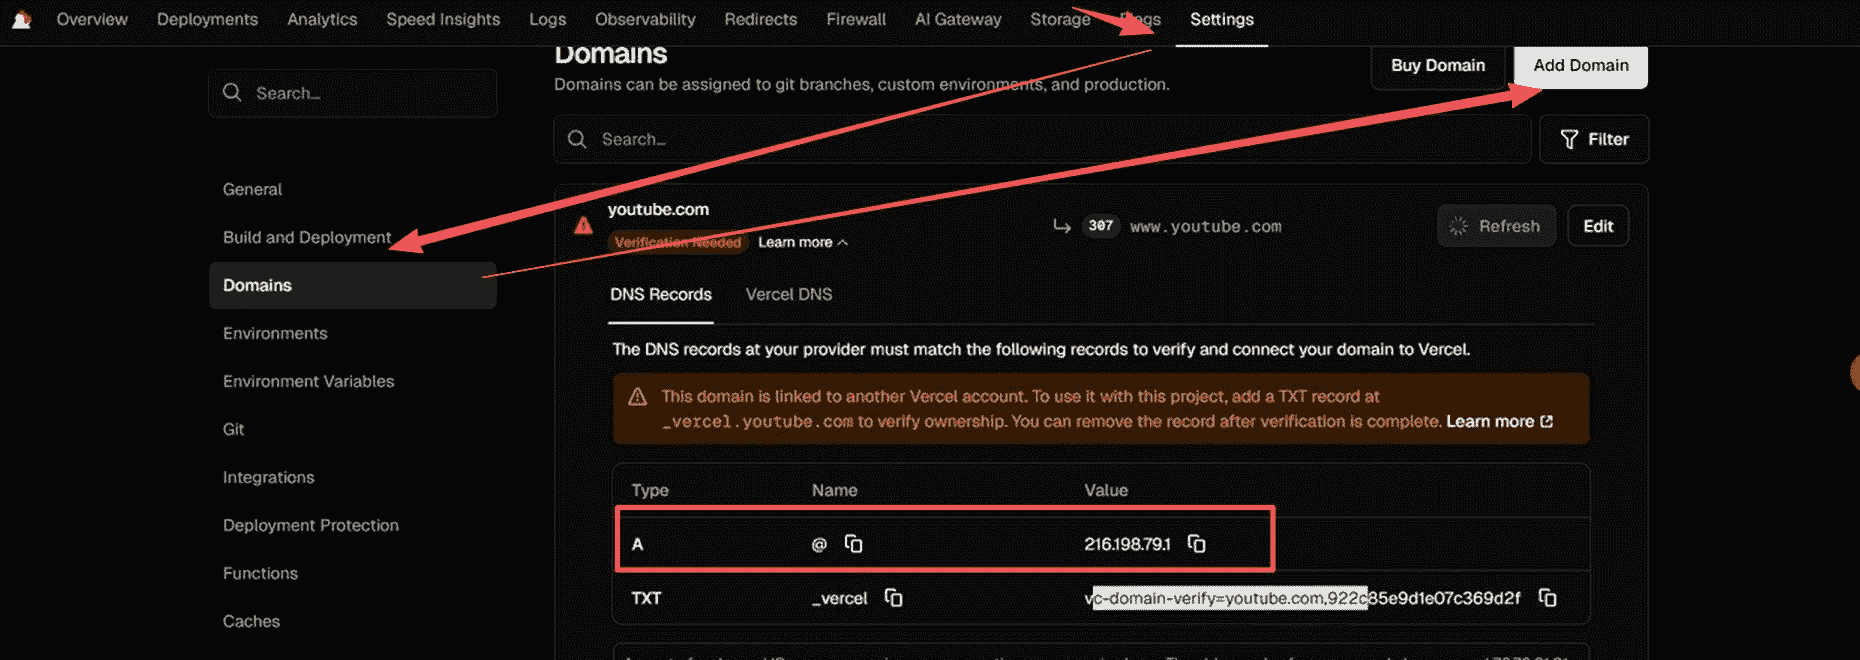 Overview Deployments Analytics Speed Insights Logs Observability Redirects Firewall AI Gateway Storage Settings
Domains
Domains can be assigned to git branches, custom environments, and production.
Buy Domain Add Domain
Search...
Search...
Filter
General
Build and Deployment
Domains
Environments
Environment Variables
Git
Integrations
Deployment Protection
Functions
Caches
youtube.com
Verification Needed Learn more
307 www.youtube.com
Refresh Edit
DNS Records Vercel DNS
The DNS records at your provider must match the following records to verify and connect your domain to Vercel.
This domain is linked to another Vercel account. To use it with this project, add a TXT record at
_vercel.youtube.com to verify ownership. You can remove the record after verification is complete. Learn more
Type Name Value
A @ 216.198.79.1
TXT _vercel vc-domain-verify=youtube.com,922c85e9d1e07c369d2f